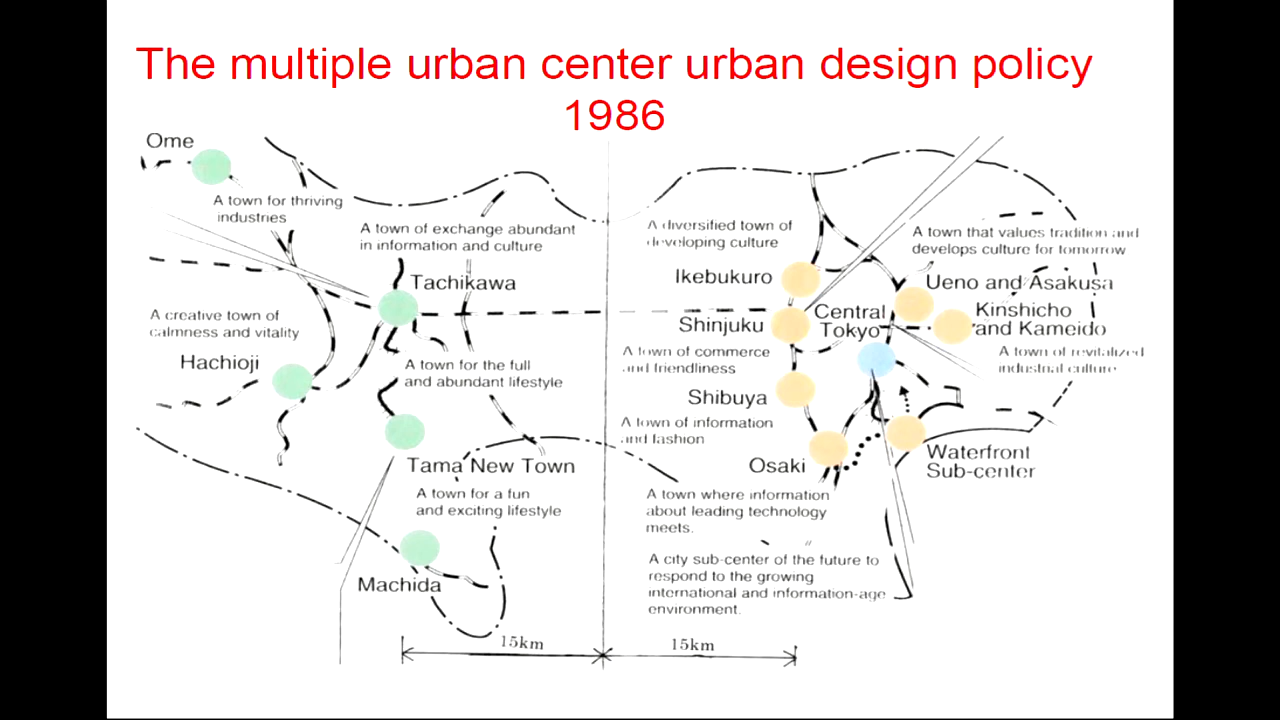 The multiple urban center urban design policy
1986
Ome
A town for thriving
industries
A town of exchange abundant
in information and culture
Tachikawa
A creative town of
calmness and vitality
Hachioji
A town for the full
and abundant lifestyle
Tama New Town
A town for a fun
and exciting lifestyle
Machida
A diversified town of
developing culture
Ikebukuro
Shinjuku
A town of commerce
and friendliness
Shibuya
A town of information
and fashion
Osaki
A town where information
about leading technology
meets.
A city sub-center of the future to
respond to the growing
international and information-age
environment.
A town that values tradition and
develops culture for tomorrow
Ueno and Asakusa
Central
Tokyo
Kinshicho
and Kameido
A town of revitalized
industrial culture
Waterfront
Sub-center
15km
15km